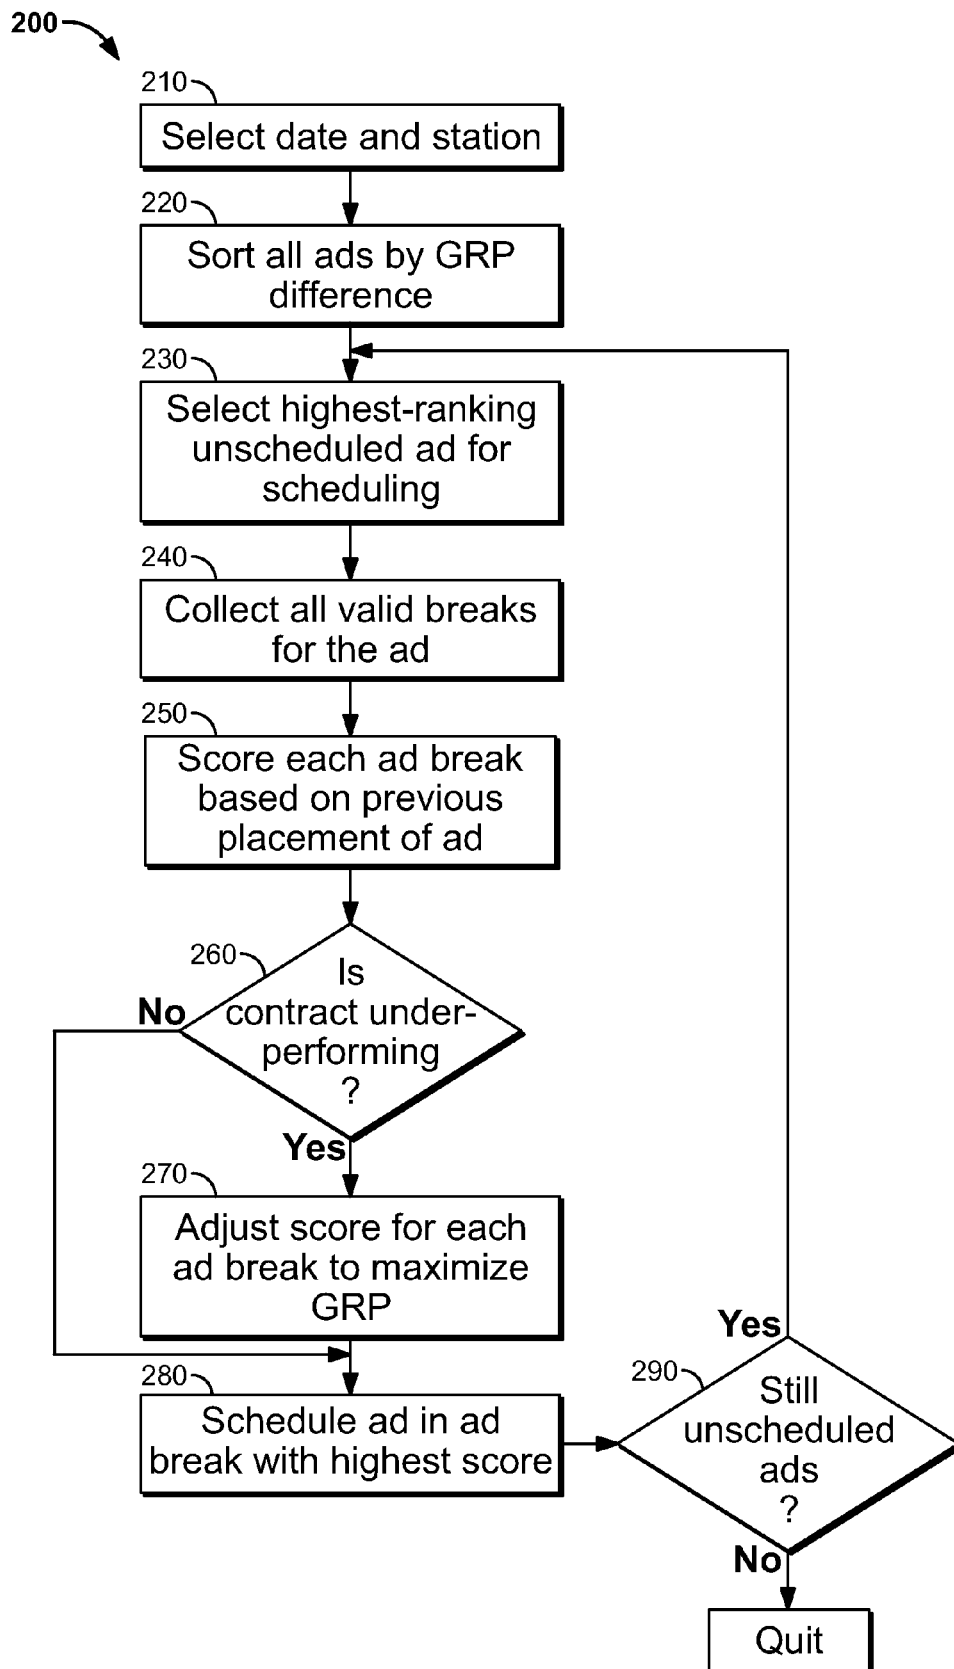 200
210
Select date and station
220
Sort all ads by GRP
difference
230
Select highest-ranking
unscheduled ad for
scheduling
240
Collect all valid breaks
for the ad
250
Score each ad break
based on previous
placement of ad
260
Is
contract under-
performing
?
No
Yes
270
Adjust score for each
ad break to maximize
GRP
280
Schedule ad in ad
break with highest score
290
Still
unscheduled
ads
?
Yes
No
Quit